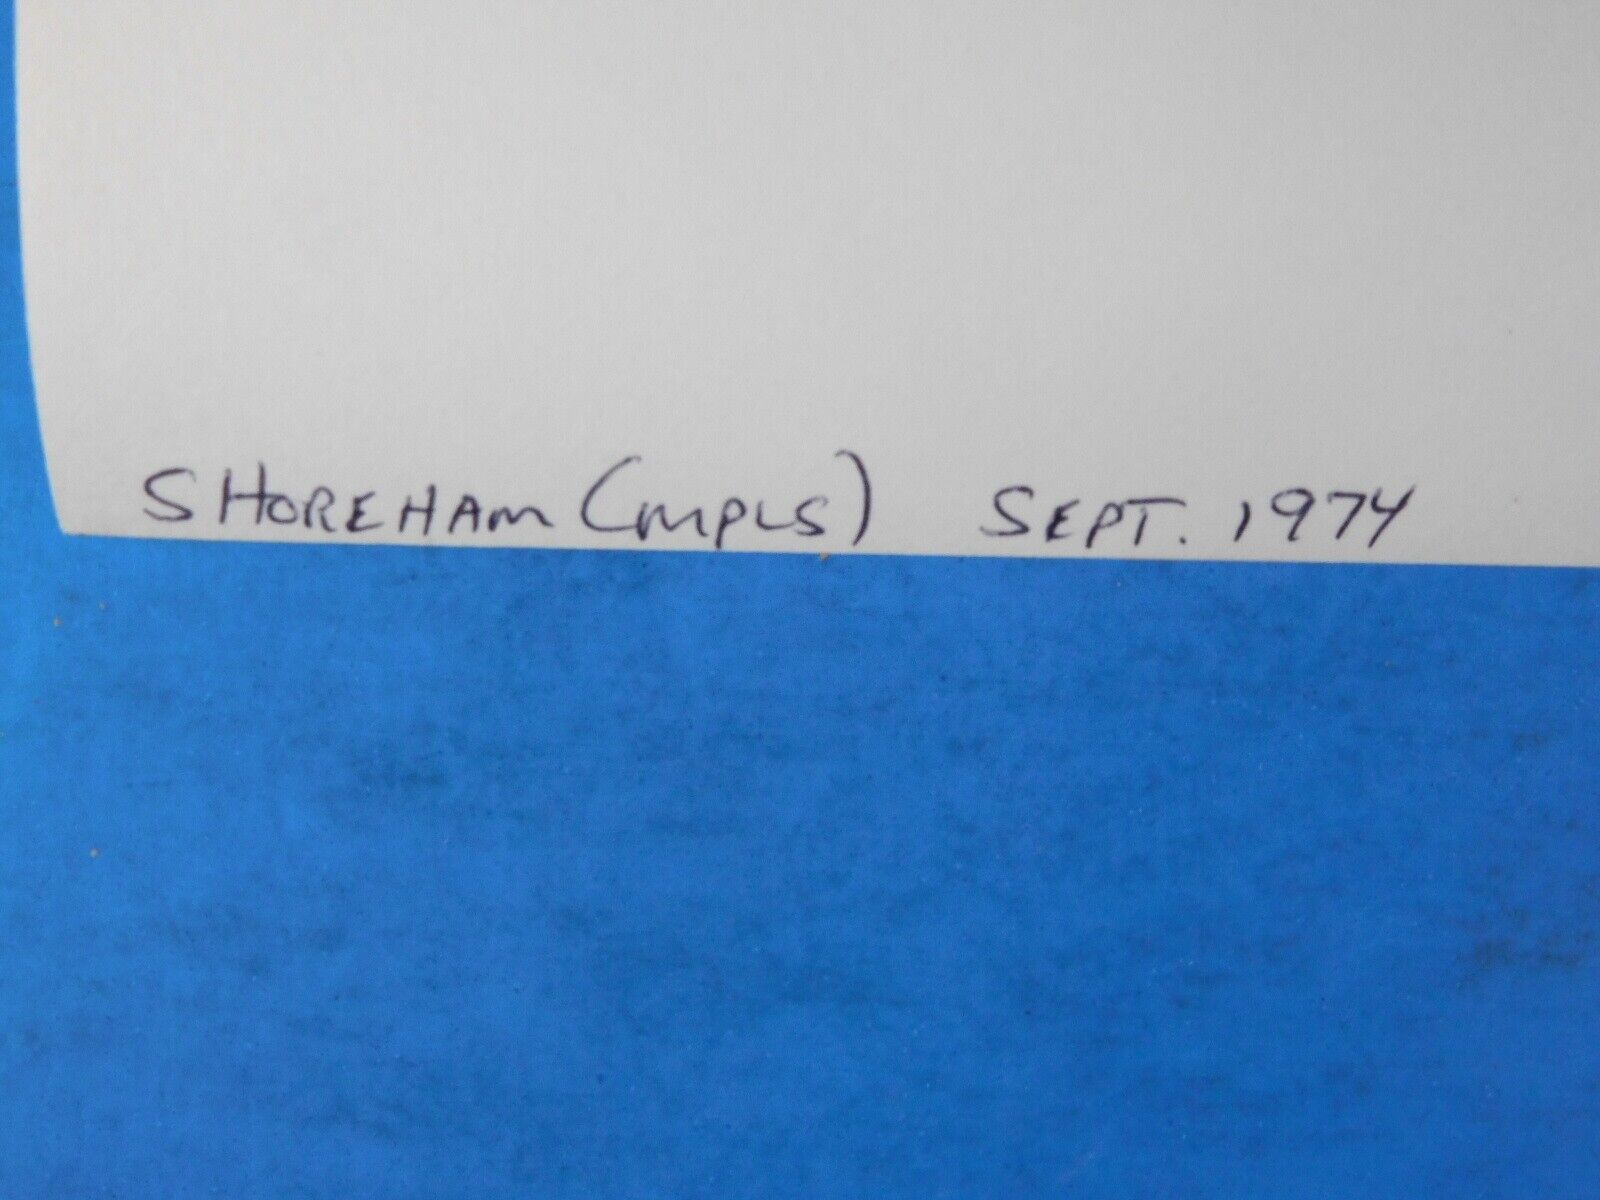 SHOREHAM (MPLS) SEPT. 1974